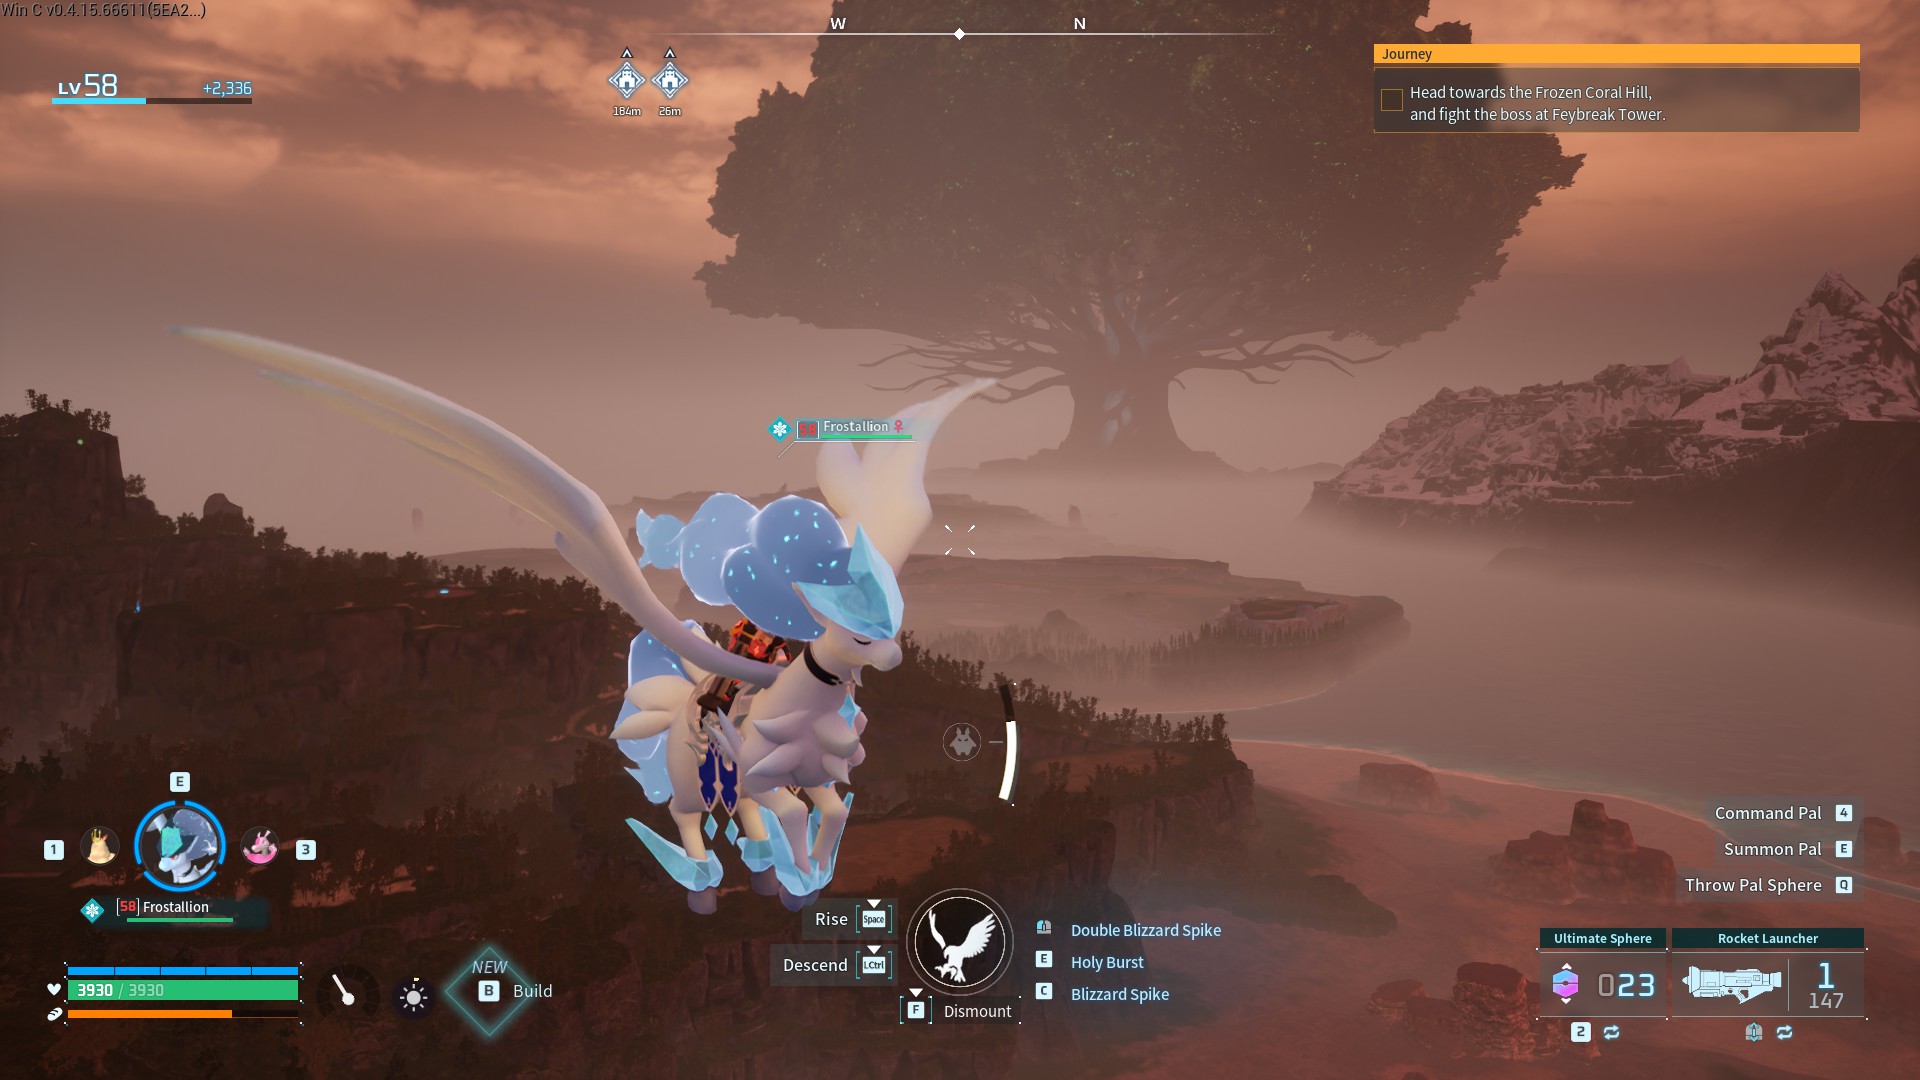 Win C v0.4.15.66611(5EA2...)
W
N
LV 58
+2,336
184m
26m
Journey
Head towards the Frozen Coral Hill,
and fight the boss at Feybreak Tower.
58 Frostallion
E
1
3
58 Frostallion
3930 / 3930
NEW
B Build
Rise Space
Descend LCtrl
F Dismount
Double Blizzard Spike
E Holy Burst
C Blizzard Spike
Command Pal 4
Summon Pal E
Throw Pal Sphere Q
Ultimate Sphere
023
2
Rocket Launcher
1
147